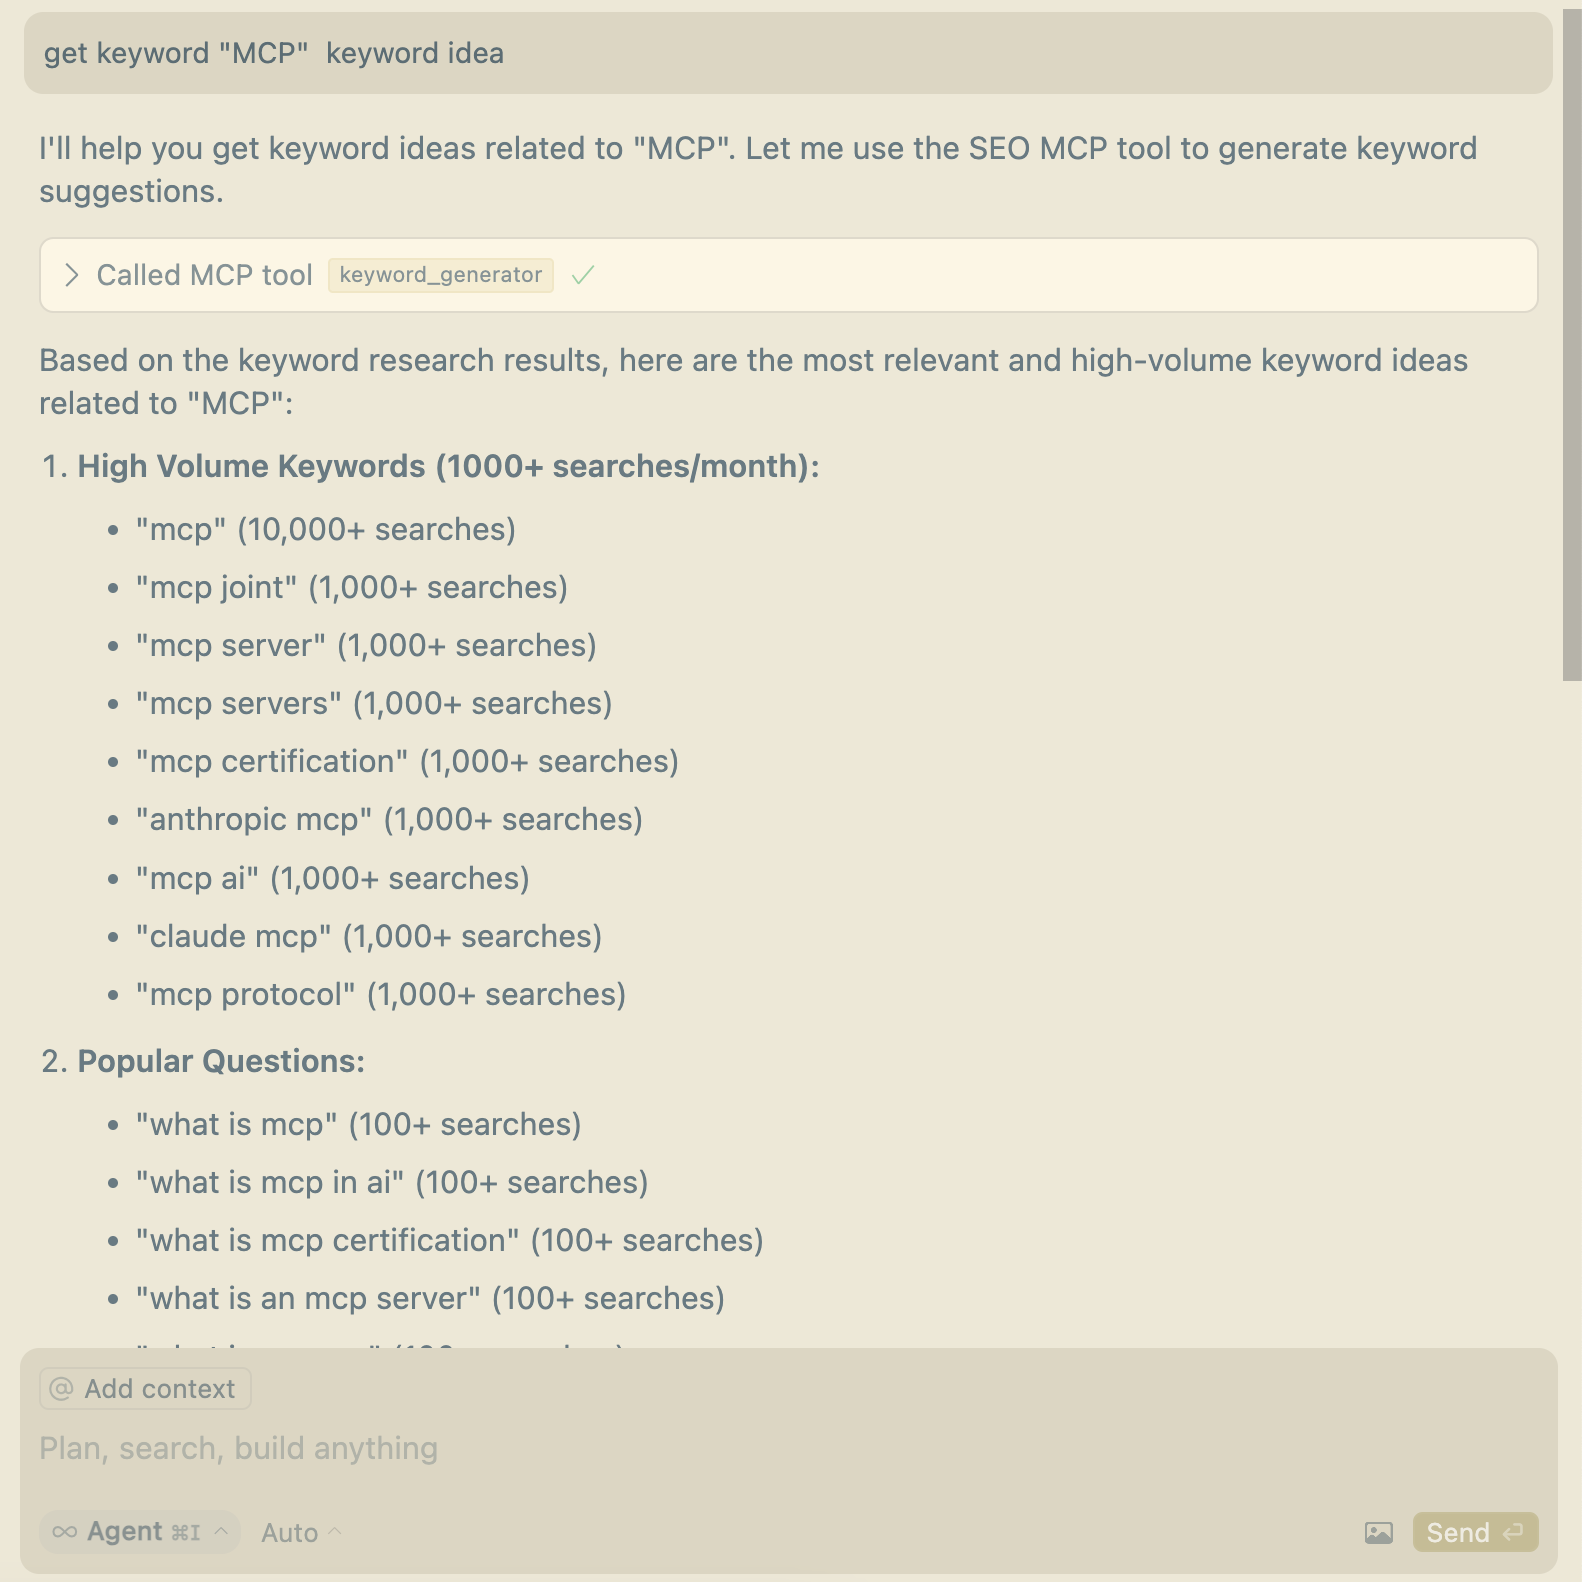 get keyword "MCP"  keyword idea
I'll help you get keyword ideas related to "MCP". Let me use the SEO MCP tool to generate keyword
suggestions.
Called MCP tool keyword_generator
Based on the keyword research results, here are the most relevant and high-volume keyword ideas
related to "MCP":
1. High Volume Keywords (1000+ searches/month):
• "mcp" (10,000+ searches)
• "mcp joint" (1,000+ searches)
• "mcp server" (1,000+ searches)
• "mcp servers" (1,000+ searches)
• "mcp certification" (1,000+ searches)
• "anthropic mcp" (1,000+ searches)
• "mcp ai" (1,000+ searches)
• "claude mcp" (1,000+ searches)
• "mcp protocol" (1,000+ searches)
2. Popular Questions:
• "what is mcp" (100+ searches)
• "what is mcp in ai" (100+ searches)
• "what is mcp certification" (100+ searches)
• "what is an mcp server" (100+ searches)
@ Add context
Plan, search, build anything
∞ Agent ⌘I Auto
Send